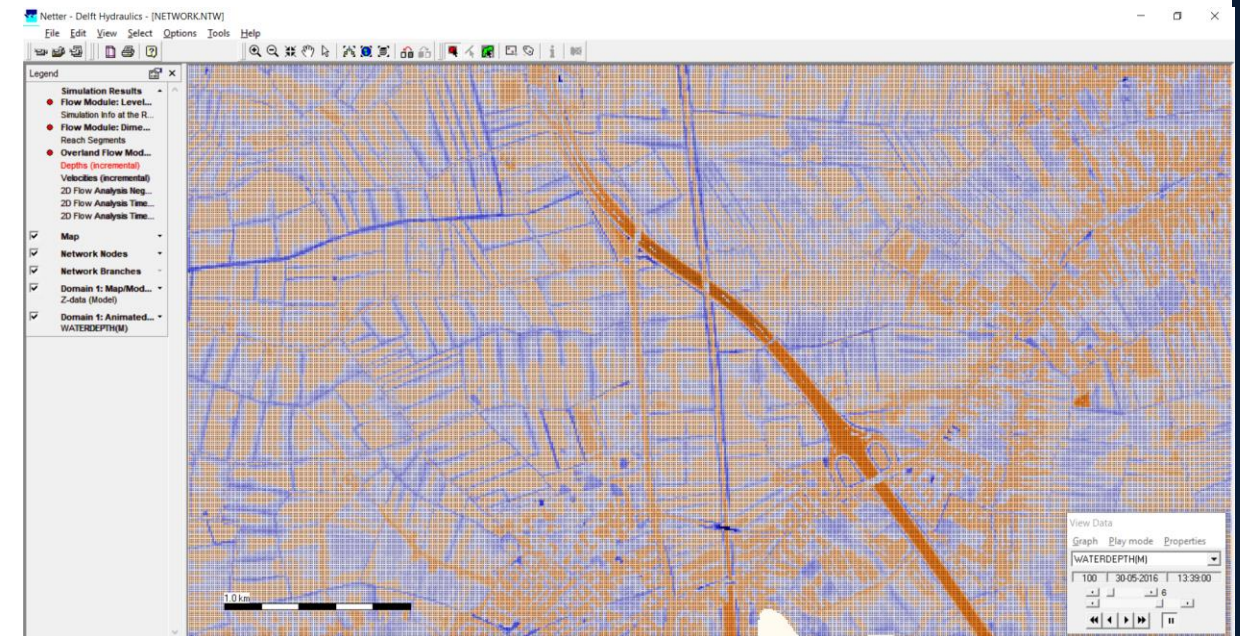 Netter - Delft Hydraulics - [NETWORK.NTW]
File Edit View Select Options Tools Help
Legend
Simulation Results
Flow Module: Level...
Simulation Info at the R...
Flow Module: Dime...
Reach Segments
Overland Flow Mod...
Depths (incremental)
Velocities (incremental)
2D Flow Analysis Neg...
2D Flow Analysis Time...
2D Flow Analysis Time...
Map
Network Nodes
Network Branches
Domain 1: Map/Mod...
Z-data (Model)
Domain 1: Animated...
WATERDEPTH(M)
1.0 km
View Data
Graph Play mode Properties
WATERDEPTH(M)
100 30-05-2016 13:39:00
6